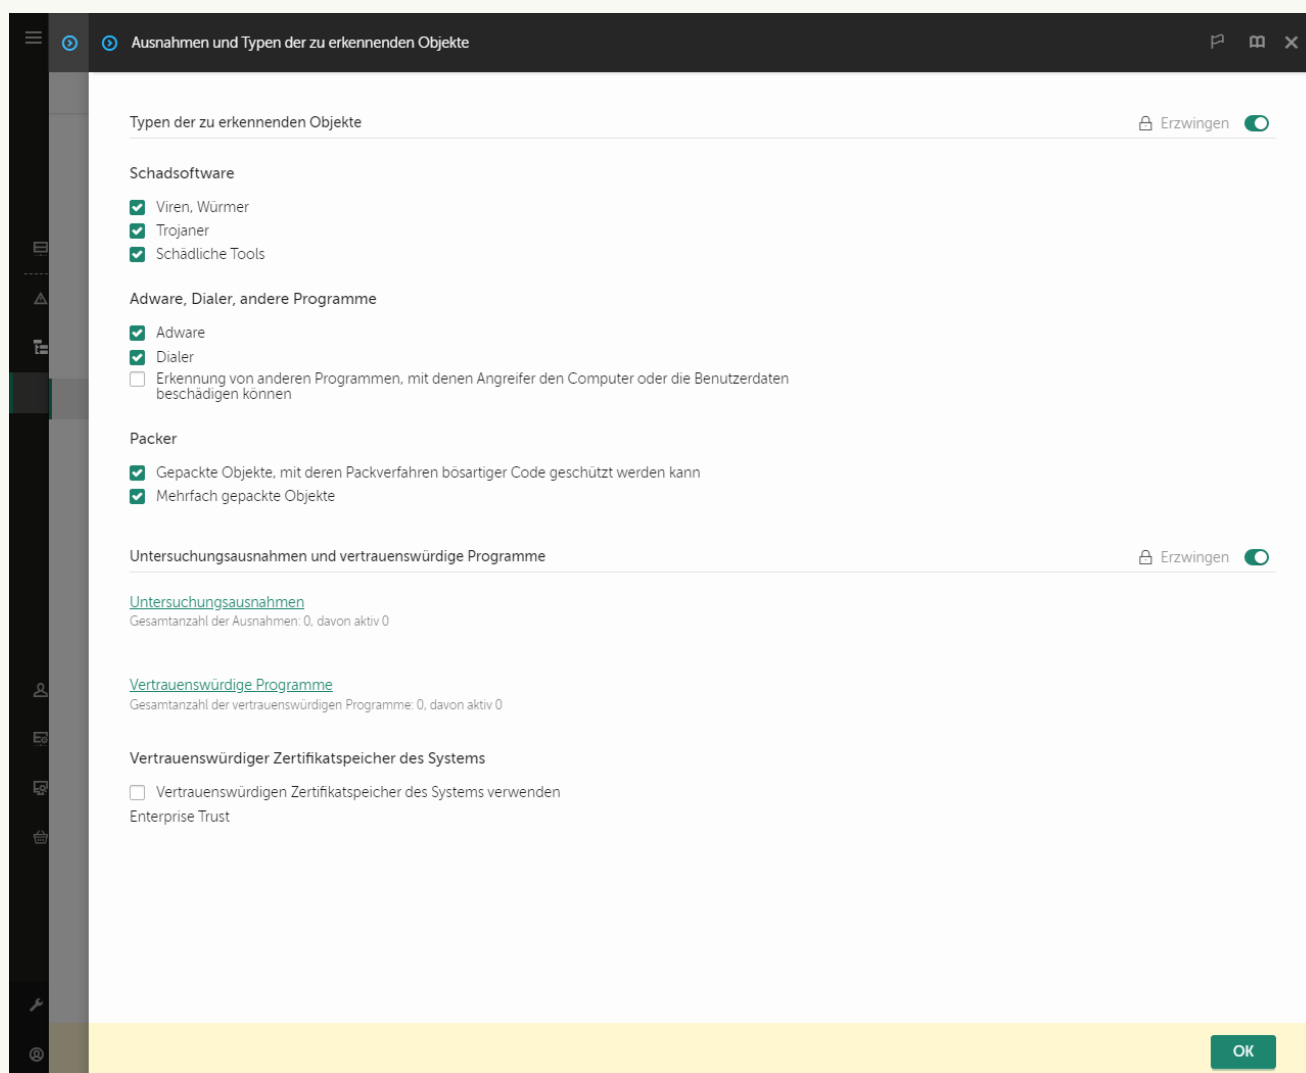 Ausnahmen und Typen der zu erkennenden Objekte
Typen der zu erkennenden Objekte
Erzwingen
Schadsoftware
Viren, Würmer
Trojaner
Schädliche Tools
Adware, Dialer, andere Programme
Adware
Dialer
Erkennung von anderen Programmen, mit denen Angreifer den Computer oder die Benutzerdaten
beschädigen können
Packer
Gepackte Objekte, mit deren Packverfahren bösartiger Code geschützt werden kann
Mehrfach gepackte Objekte
Untersuchungsausnahmen und vertrauenswürdige Programme
Erzwingen
Untersuchungsausnahmen
Gesamtanzahl der Ausnahmen: 0, davon aktiv 0
Vertrauenswürdige Programme
Gesamtanzahl der vertrauenswürdigen Programme: 0, davon aktiv 0
Vertrauenswürdiger Zertifikatspeicher des Systems
Vertrauenswürdigen Zertifikatspeicher des Systems verwenden
Enterprise Trust
OK